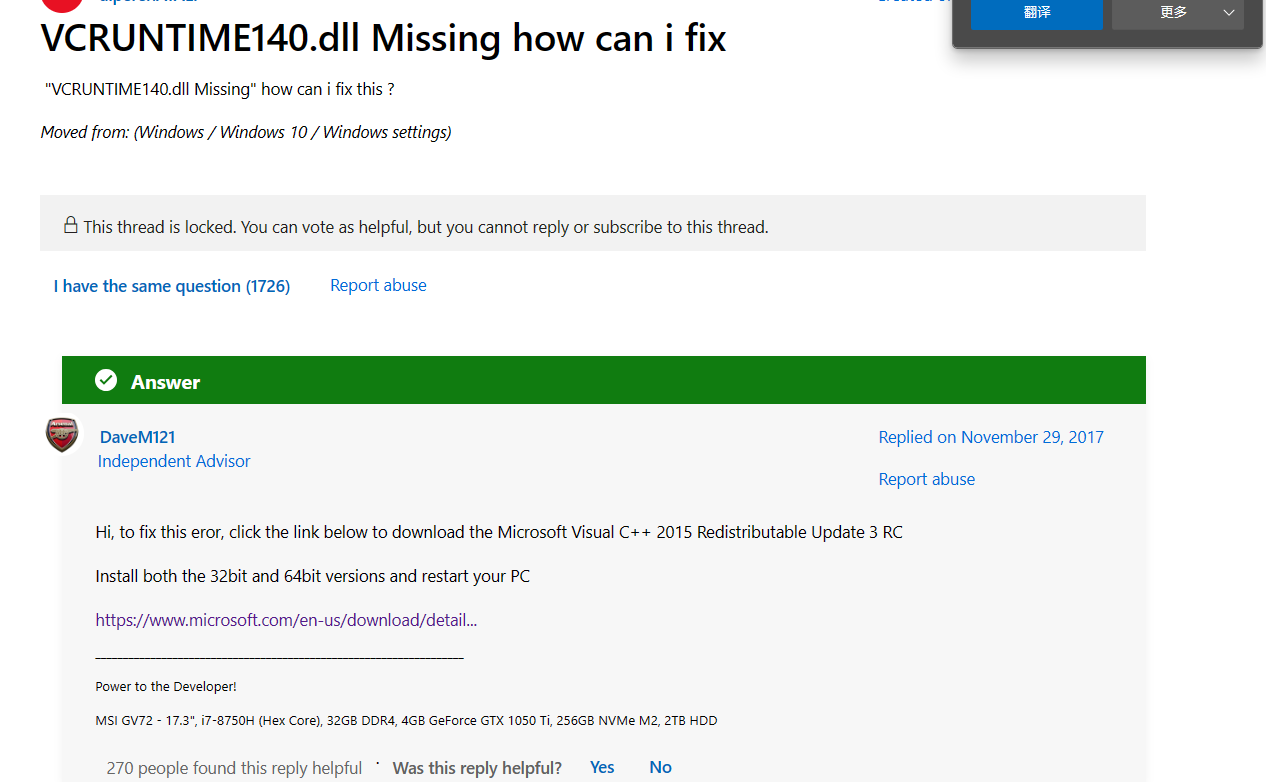 翻译
更多
VCRUNTIME140.dll Missing how can i fix
"VCRUNTIME140.dll Missing" how can i fix this ?
Moved from: (Windows / Windows 10 / Windows settings)
This thread is locked. You can vote as helpful, but you cannot reply or subscribe to this thread.
I have the same question (1726)
Report abuse
Answer
DaveM121
Replied on November 29, 2017
Independent Advisor
Report abuse
Hi, to fix this eror, click the link below to download the Microsoft Visual C++ 2015 Redistributable Update 3 RC
Install both the 32bit and 64bit versions and restart your PC
https://www.microsoft.com/en-us/download/detail...
___________________________________________________________________
Power to the Developer!
MSI GV72 - 17.3", i7-8750H (Hex Core), 32GB DDR4, 4GB GeForce GTX 1050 Ti, 256GB NVMe M2, 2TB HDD
270 people found this reply helpful · Was this reply helpful? Yes No